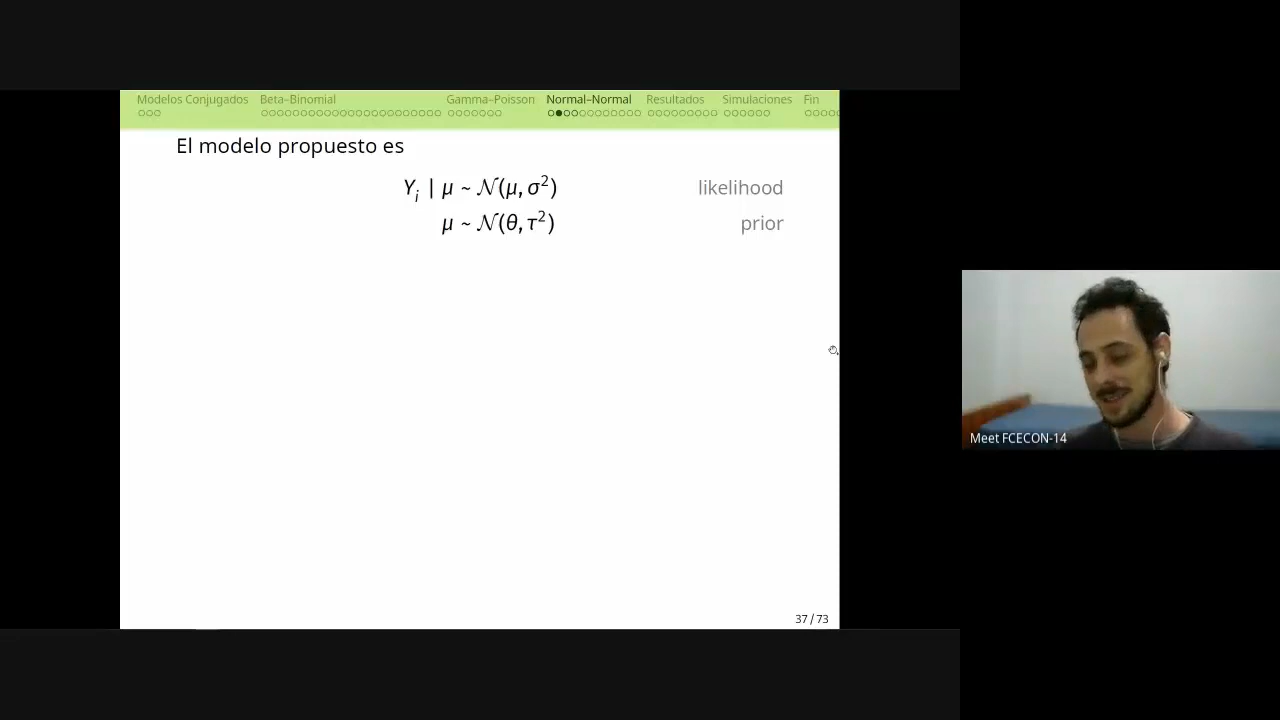 Modelos Conjugados Beta–Binomial Gamma–Poisson Normal–Normal Resultados Simulaciones Fin
El modelo propuesto es
Y_i | μ ~ 𝒩(μ, σ²) likelihood
μ ~ 𝒩(θ, τ²) prior
Meet FCECON-14
37 / 73